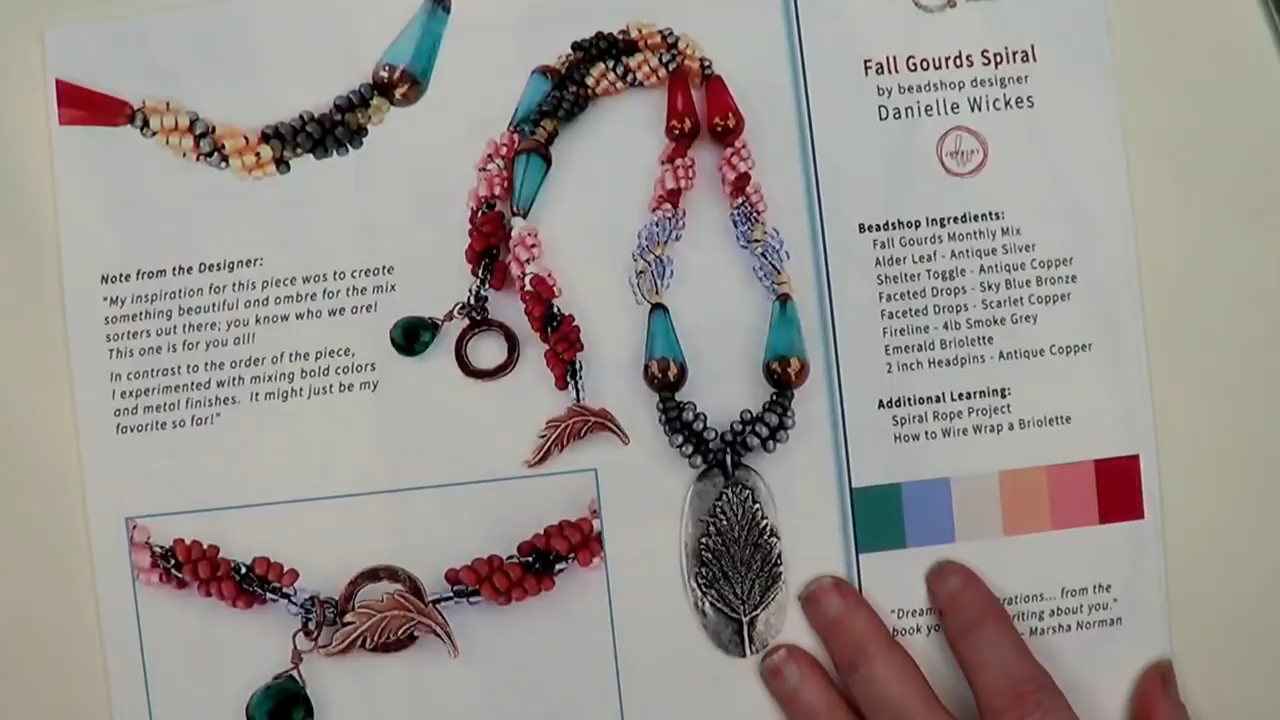 Fall Gourds Spiral
by beadshop designer
Danielle Wickes
Beadshop Ingredients:
Fall Gourds Monthly Mix
Alder Leaf - Antique Silver
Shelter Toggle - Antique Copper
Faceted Drops - Sky Blue Bronze
Faceted Drops - Scarlet Copper
Fireline - 4lb Smoke Grey
Emerald Briolette
2 inch Headpins - Antique Copper
Additional Learning:
Spiral Rope Project
How to Wire Wrap a Briolette
Note from the Designer:
"My inspiration for this piece was to create
something beautiful and ombre for the mix
sorters out there; you know who we are!
This one is for you all!
In contrast to the order of the piece,
I experimented with mixing bold colors
and metal finishes. It might just be my
favorite so far!"
from the
book
about you."
- Marsha Norman